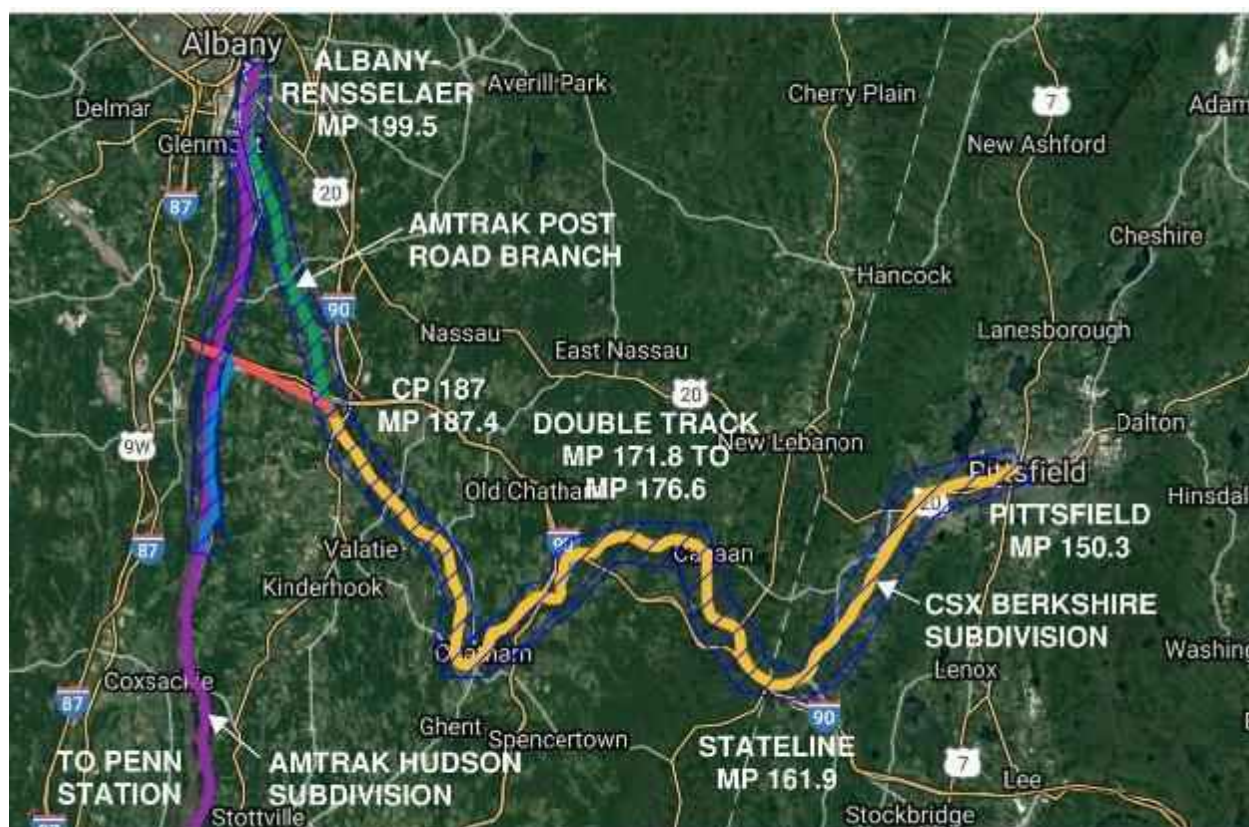 Albany
ALBANY-
RENSSELAER
MP 199.5
Averill Park
Cherry Plain
7
Adam
Delmar
Glenmont
New Ashford
87
20
AMTRAK POST
ROAD BRANCH
Cheshire
Hancock
90
Nassau
East Nassau
Lanesborough
CP 187
MP 187.4
20
DOUBLE TRACK
MP 171.8 TO
MP 176.6
New Lebanon
Dalton
9W
Old Chatham
Pittsfield
20
Hinsdal
PITTSFIELD
MP 150.3
87
Valatie
90
Canaan
Kinderhook
CSX BERKSHIRE
SUBDIVISION
Chatham
Washing
Coxsackie
Lenox
87
Ghent
Spencertown
90
STATELINE
MP 161.9
TO PENN
STATION
AMTRAK HUDSON
SUBDIVISION
7
Lee
Stottville
Stockbridge